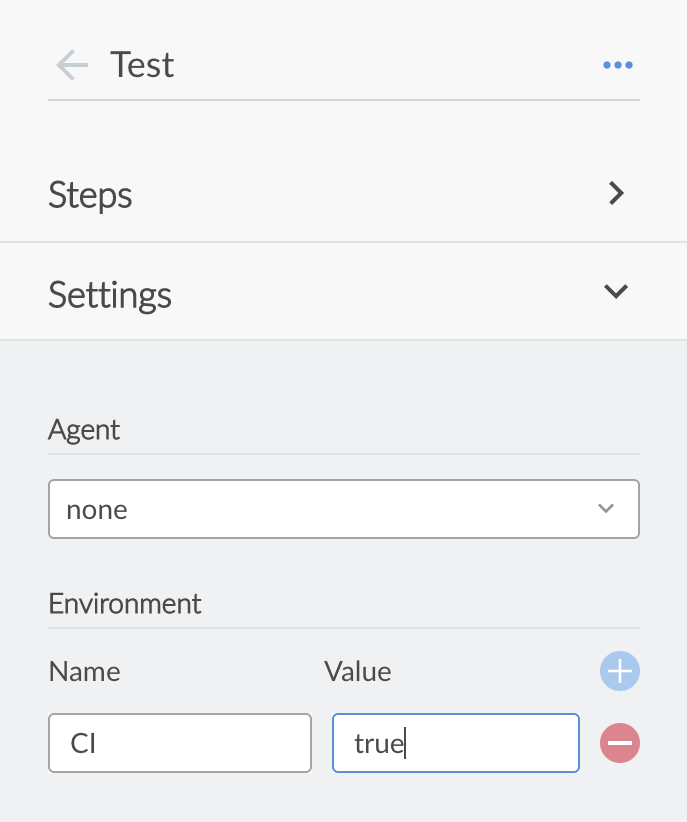 Test
Steps
Settings
Agent
none
Environment
Name Value
CI true